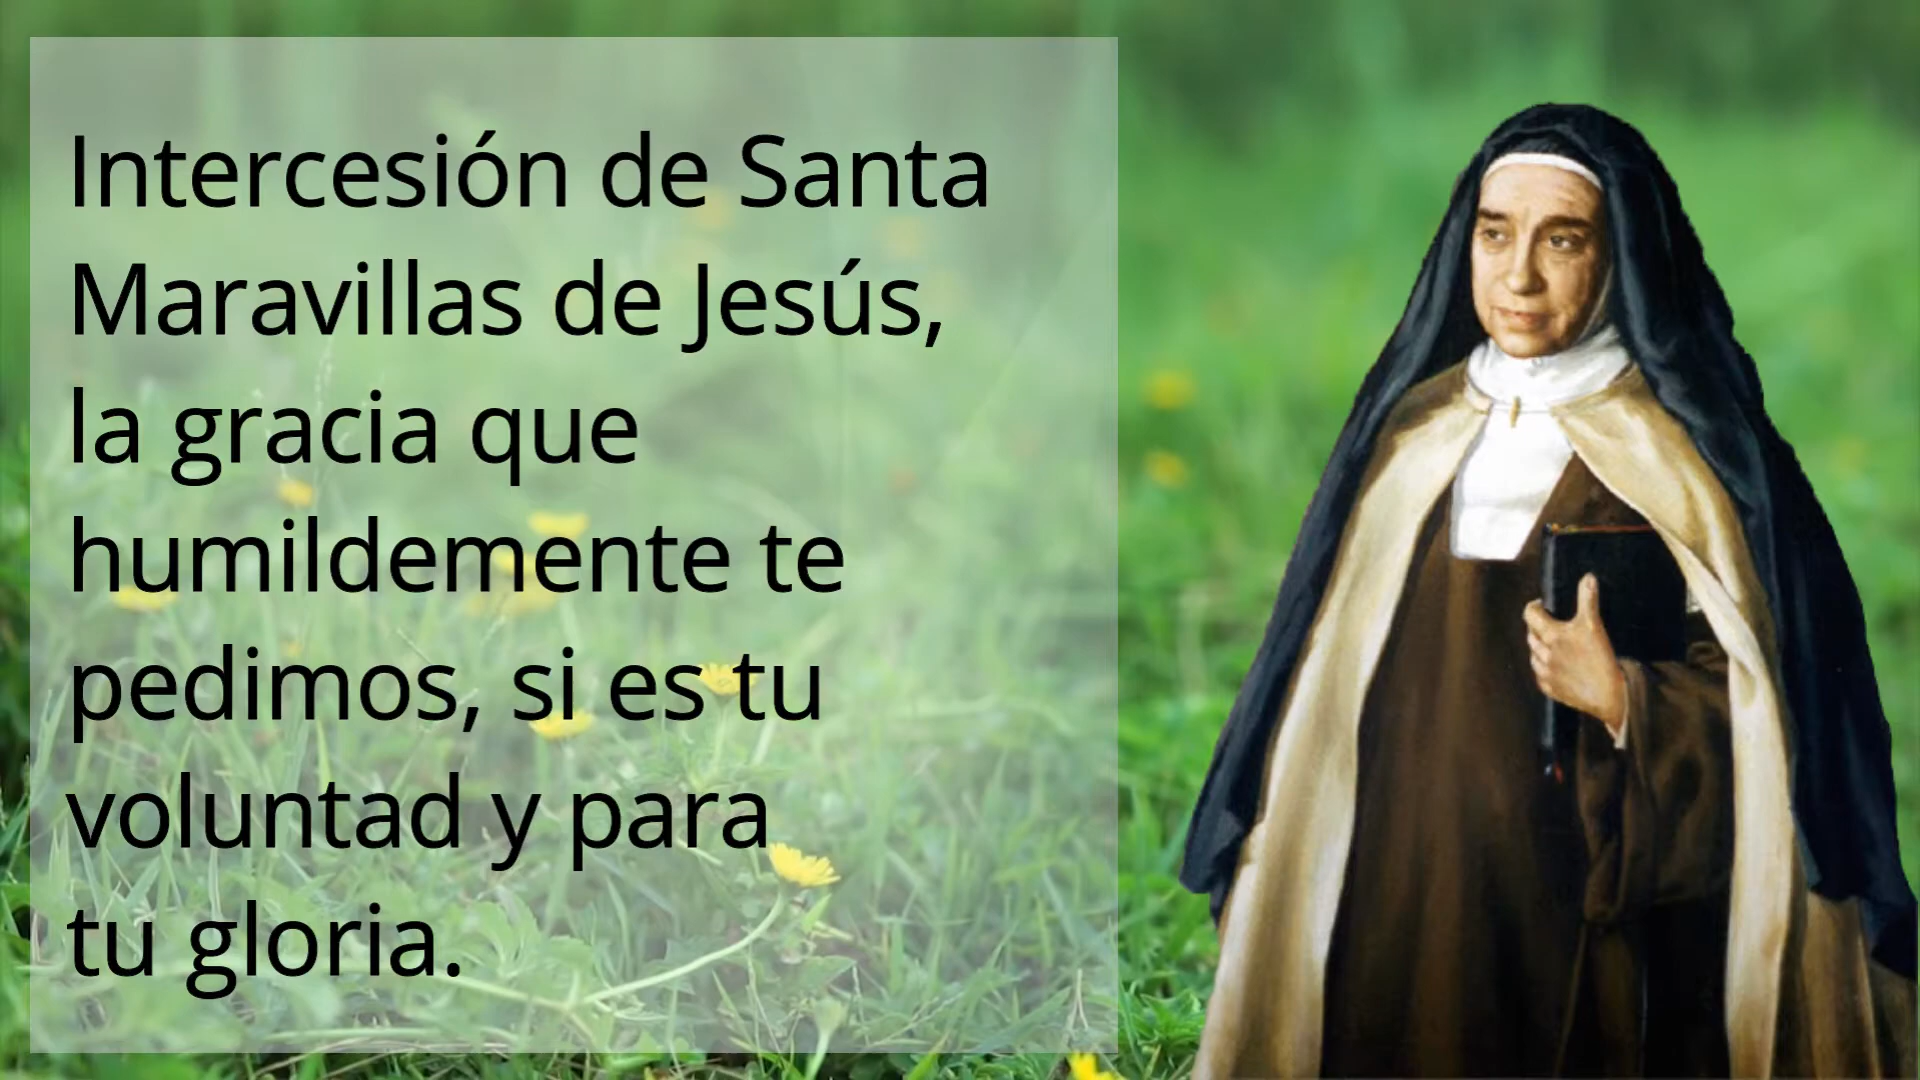 Intercesión de Santa
Maravillas de Jesús,
la gracia que
humildemente te
pedimos, si es tu
voluntad y para
tu gloria.